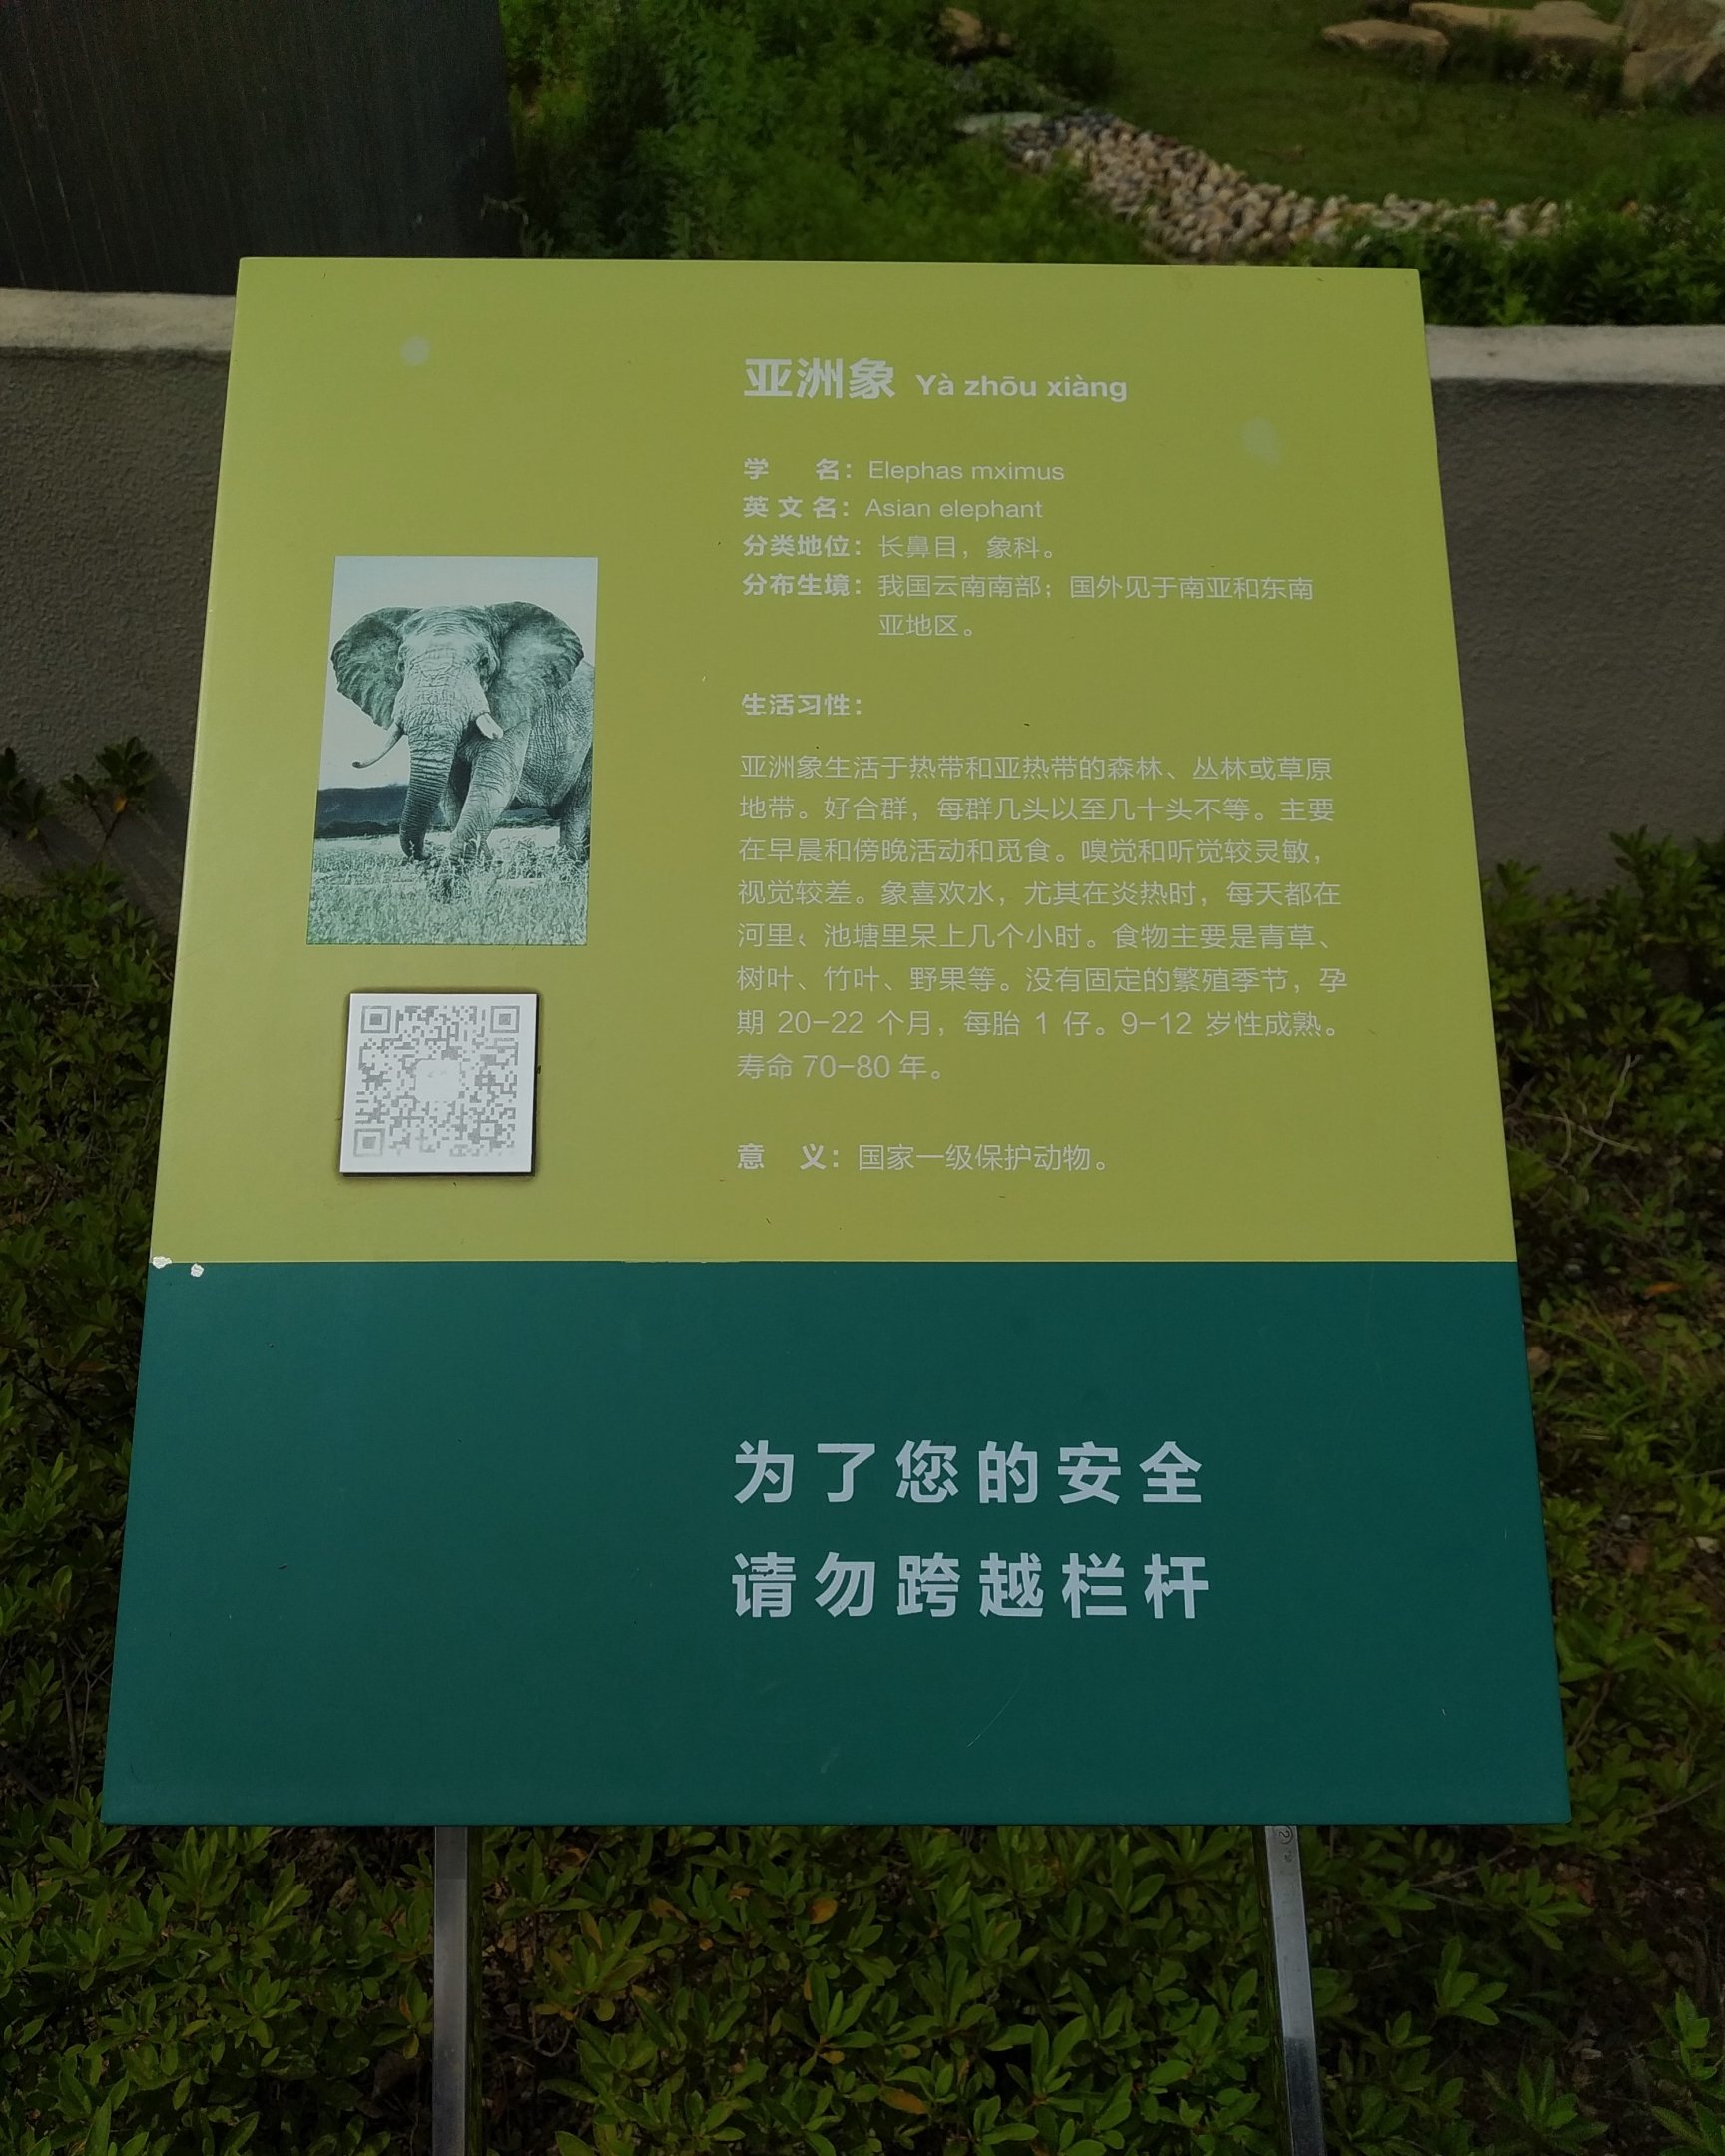 亚洲象 Yà zhōu xiàng
学 名：Elephas mximus
英文名：Asian elephant
分类地位：长鼻目，象科。
分布生境：我国云南南部；国外见于南亚和东南
亚地区。
生活习性：
亚洲象生活于热带和亚热带的森林、丛林或草原
地带。好合群，每群几头以至几十头不等。主要
在早晨和傍晚活动和觅食。嗅觉和听觉较灵敏，
视觉较差。象喜欢水，尤其在炎热时，每天都在
河里、池塘里呆上几个小时。食物主要是青草、
树叶、竹叶、野果等。没有固定的繁殖季节，孕
期 20-22 个月，每胎 1 仔。9-12 岁性成熟。
寿命 70-80 年。
意 义：国家一级保护动物。
为了您的安全
请勿跨越栏杆